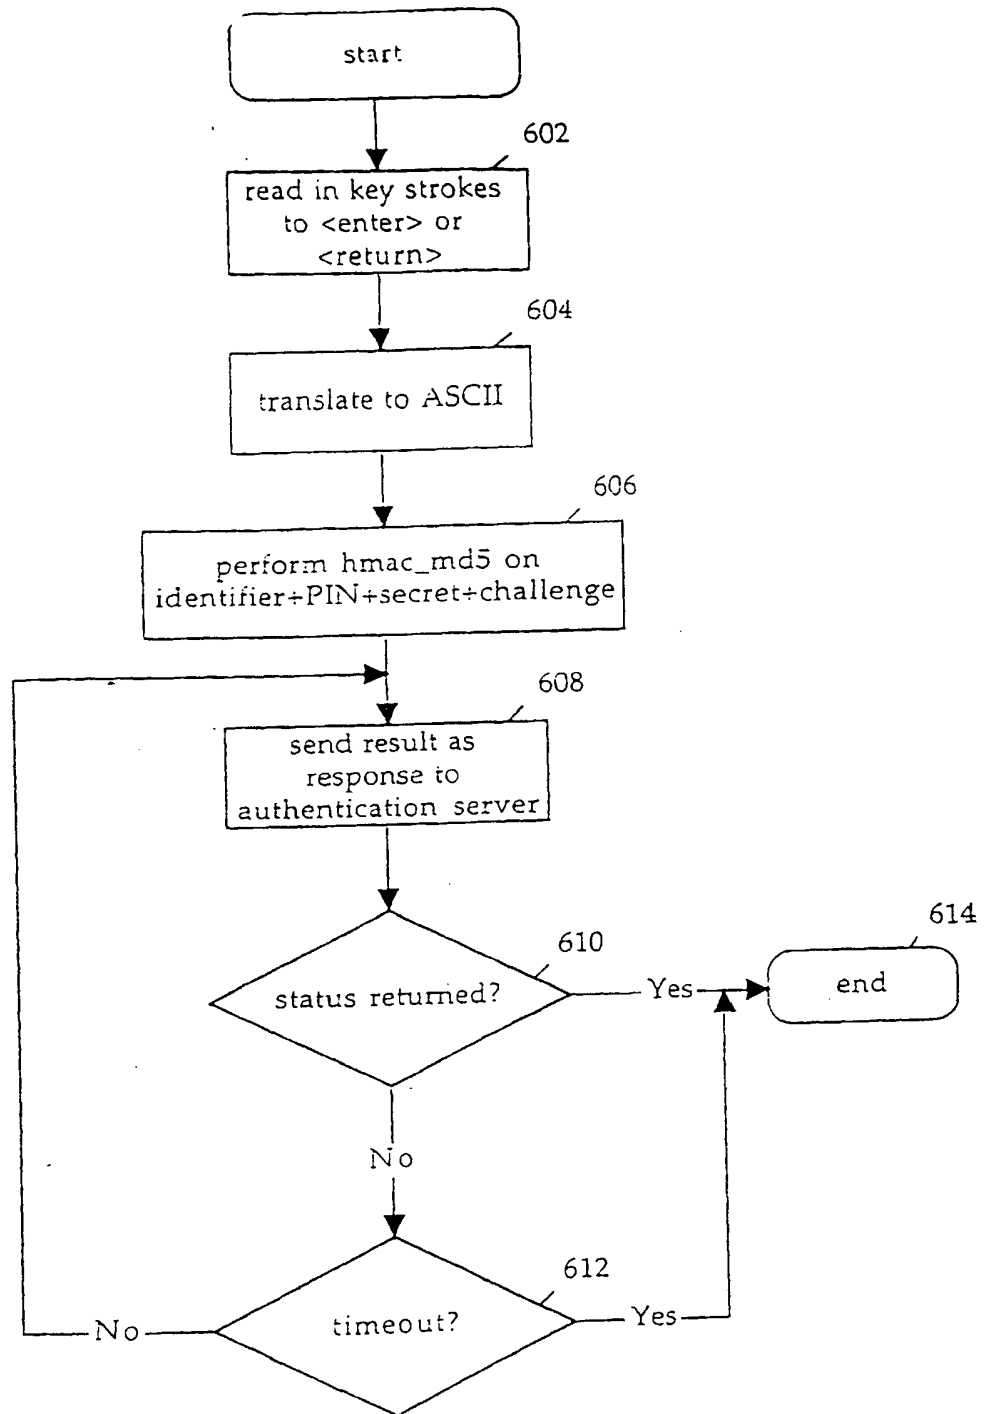 start
602
read in key strokes
to <enter> or
<return>
604
translate to ASCII
606
perform hmac_md5 on
identifier+PIN+secret+challenge
608
send result as
response to
authentication server
610
status returned?
Yes
614
end
No
612
timeout?
No
Yes